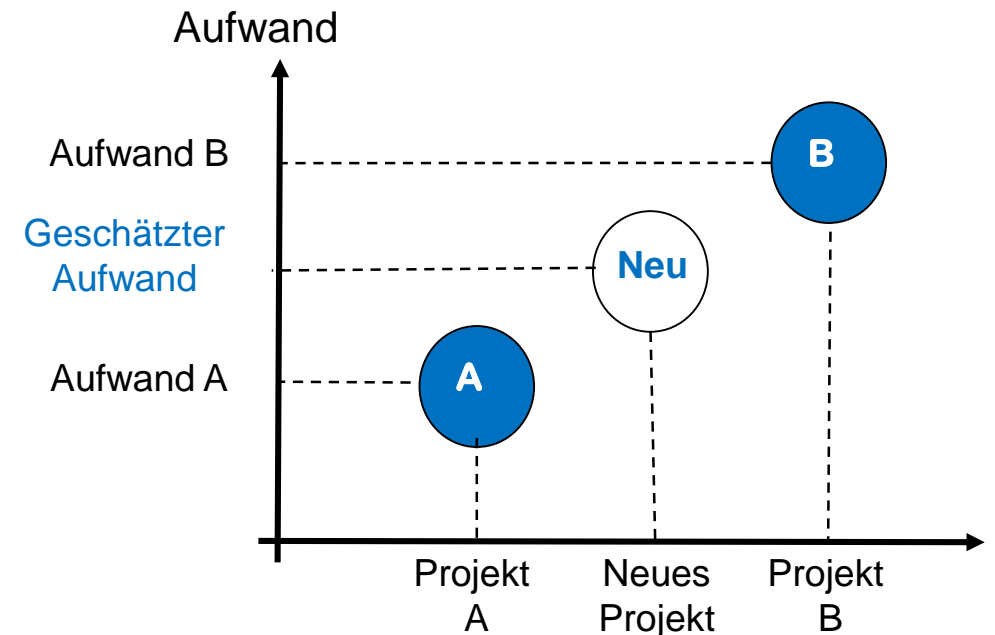 Aufwand
Aufwand B
B
Geschätzter
Aufwand
Neu
Aufwand A
A
Projekt
A
Neues
Projekt
Projekt
B